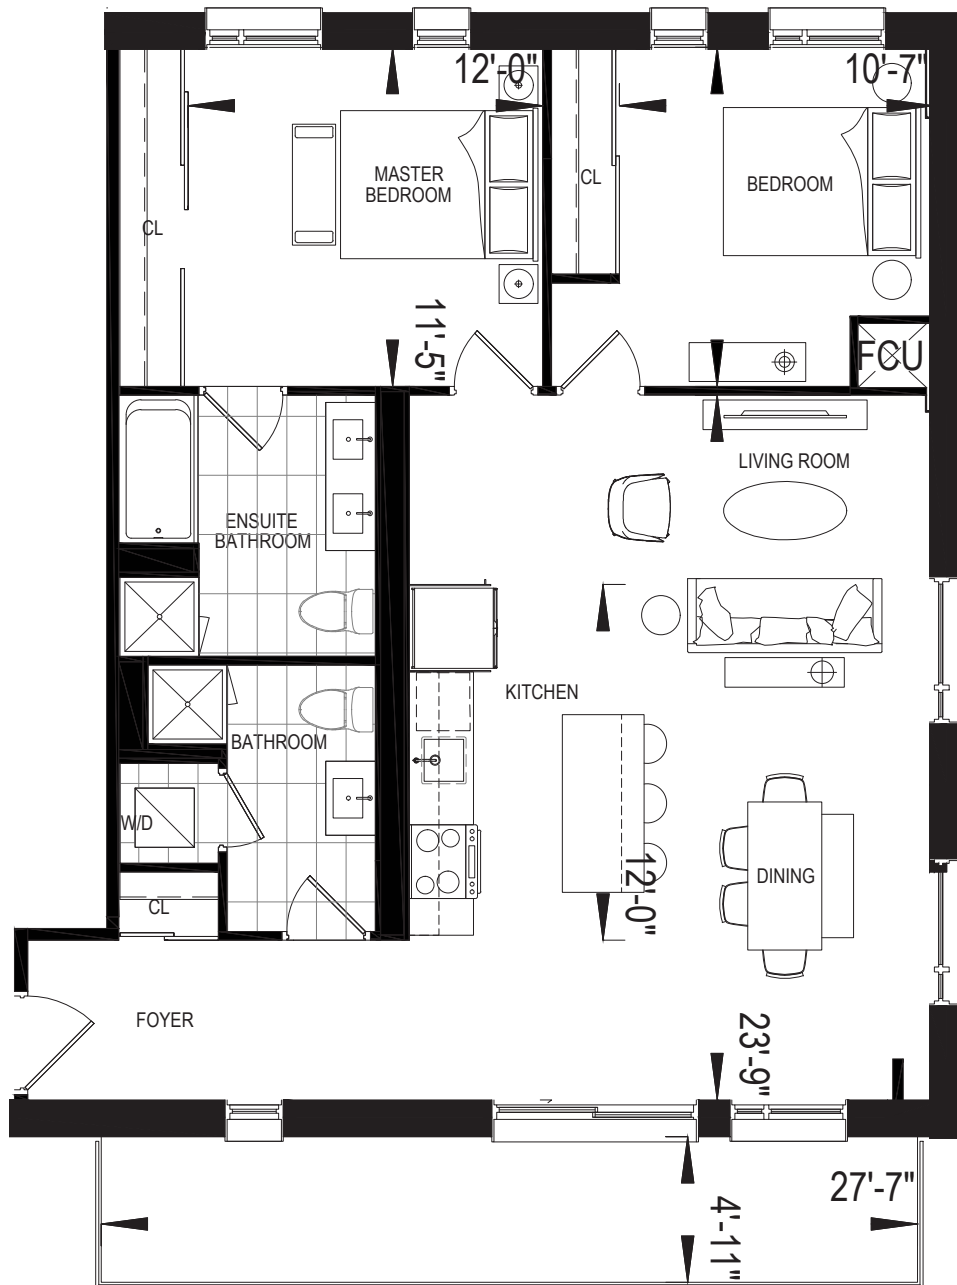 12'-0"
10'-7"
MASTER
BEDROOM
CL
BEDROOM
CL
11'-5"
FCU
LIVING ROOM
ENSUITE
BATHROOM
KITCHEN
BATHROOM
W/D
12'-0"
DINING
CL
FOYER
23'-9"
27'-7"
4'-11"